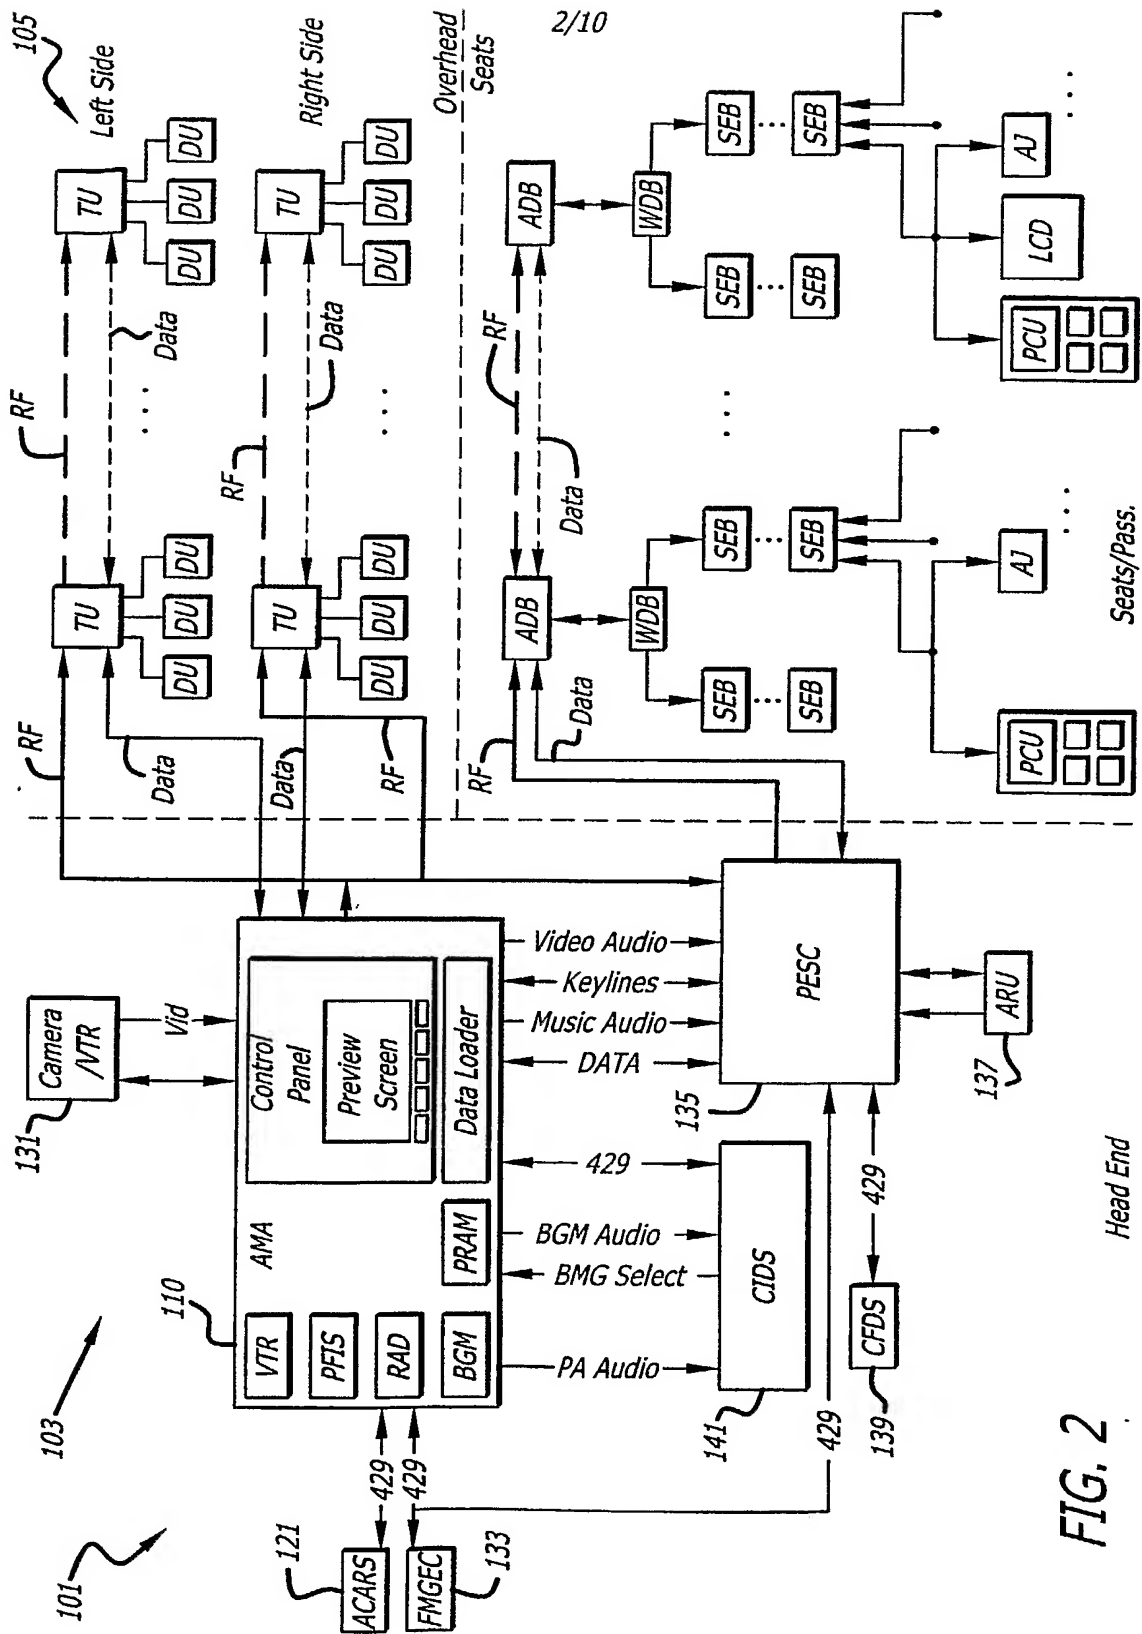 2/10
101
103
105
131
Camera
/VTR
Vid
110
AMA
VTR
PFIS
RAD
BGM
PRAM
Control
Panel
Preview
Screen
Data Loader
121
ACARS
429
FMGEC
429
133
PA Audio
BMG Select
BGM Audio
429
DATA
Music Audio
Keylines
Video Audio
141
CIDS
135
PESC
429
139
CFDS
429
137
ARU
Head End
RF
Data
Data
RF
TU
DU
DU
DU
RF
Data
. . .
TU
DU
DU
DU
Left Side
TU
DU
DU
DU
RF
Data
. . .
TU
DU
DU
DU
Right Side
Overhead
Seats
RF
Data
ADB
RF
Data
ADB
WDB
. . .
WDB
SEB
SEB
SEB
SEB
SEB
SEB
SEB
SEB
PCU
AJ
. . .
PCU
LCD
AJ
. . .
Seats/Pass.
FIG. 2